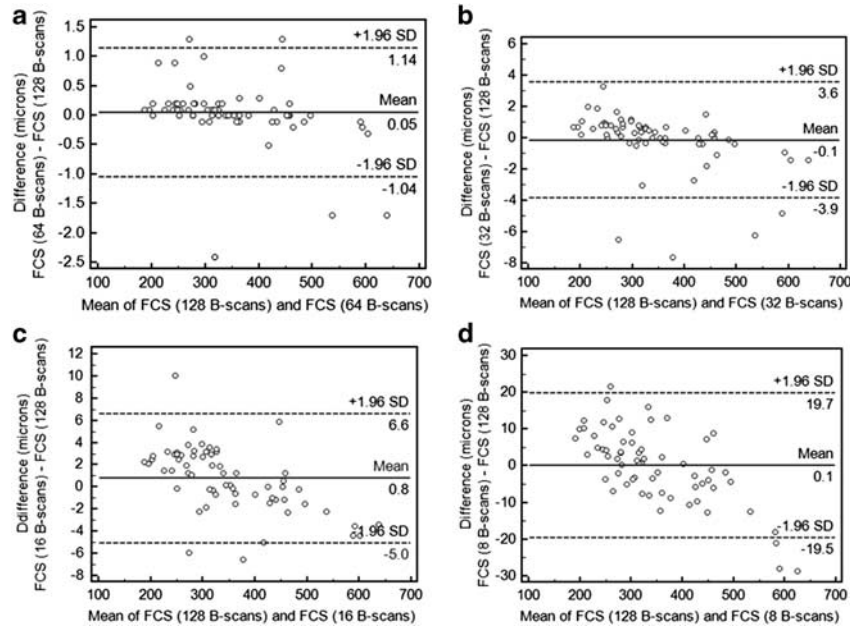 a
Difference (microns)
FCS (64 B-scans) - FCS (128 B-scans)
1.5
1.0
0.5
0.0
-0.5
-1.0
-1.5
-2.0
-2.5
+1.96 SD
1.14
Mean
0.05
-1.96 SD
-1.04
100 200 300 400 500 600 700
Mean of FCS (128 B-scans) and FCS (64 B-scans)
b
Difference (microns)
FCS (32 B-scans) - FCS (128 B-scans)
6
4
2
0
-2
-4
-6
-8
+1.96 SD
3.6
Mean
-0.1
-1.96 SD
-3.9
100 200 300 400 500 600 700
Mean of FCS (128 B-scans) and FCS (32 B-scans)
c
Ddifference (microns)
FCS (16 B-scans) - FCS (128 B-scans)
12
10
8
6
4
2
0
-2
-4
-6
-8
+1.96 SD
6.6
Mean
0.8
-1.96 SD
-5.0
100 200 300 400 500 600 700
Mean of FCS (128 B-scans) and FCS (16 B-scans)
d
Difference (microns)
FCS (8 B-scans) - FCS (128 B-scans)
30
20
10
0
-10
-20
-30
+1.96 SD
19.7
Mean
0.1
-1.96 SD
-19.5
100 200 300 400 500 600 700
Mean of FCS (128 B-scans) and FCS (8 B-scans)